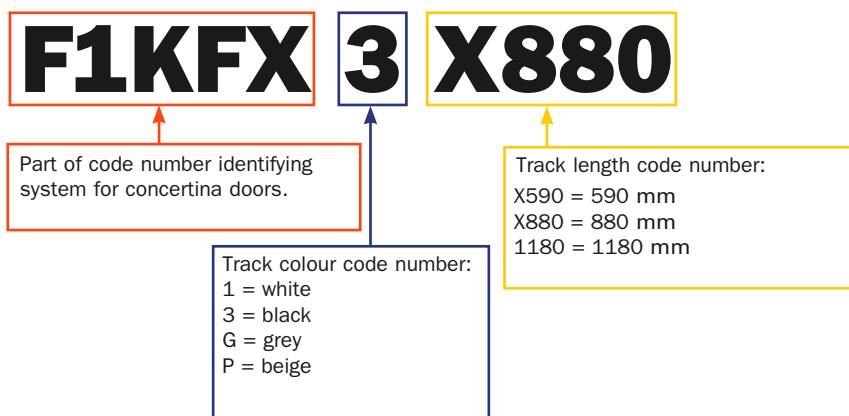 F1KFX 3 X880
Part of code number identifying
system for concertina doors.
Track colour code number:
1 = white
3 = black
G = grey
P = beige
Track length code number:
X590 = 590 mm
X880 = 880 mm
1180 = 1180 mm